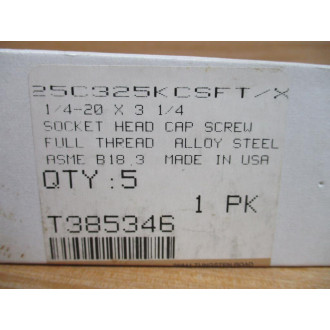 25C325KCSFT/X
1/4-20 X 3 1/4
SOCKET HEAD CAP SCREW
FULL THREAD ALLOY STEEL
ASME B18.3 MADE IN USA
QTY:5
1 PK
T385346